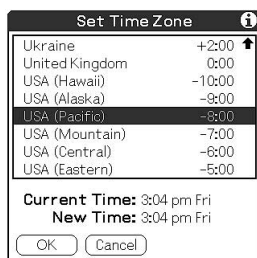 Set Time Zone
Ukraine +2:00
United Kingdom 0:00
USA (Hawaii) -10:00
USA (Alaska) -9:00
USA (Pacific) -8:00
USA (Mountain) -7:00
USA (Central) -6:00
USA (Eastern) -5:00
Current Time: 3:04 pm Fri
New Time: 3:04 pm Fri
OK Cancel